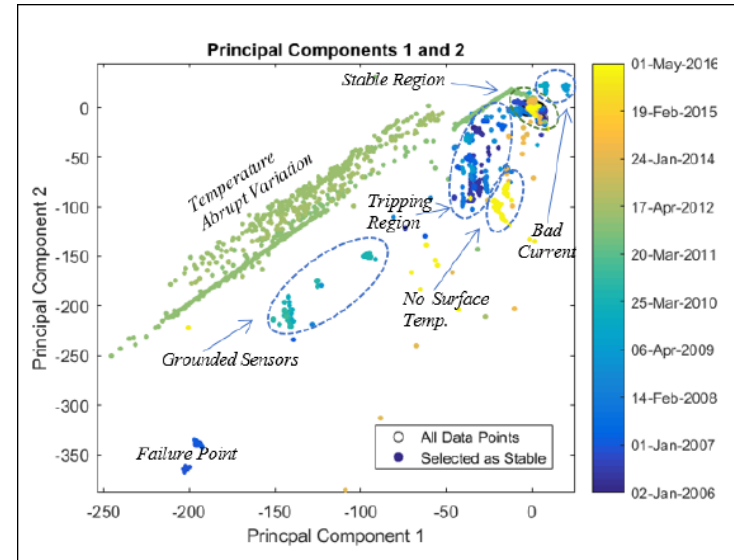 Principal Components 1 and 2
Stable Region
Temperature
Abrupt Variation
Tripping
Region
Bad
Current
No Surface
Temp.
Grounded Sensors
Failure Point
All Data Points
Selected as Stable
Principal Component 2
0
-50
-100
-150
-200
-250
-300
-350
-250
-200
-150
-100
-50
0
Princpal Component 1
01-May-2016
19-Feb-2015
24-Jan-2014
17-Apr-2012
20-Mar-2011
25-Mar-2010
06-Apr-2009
14-Feb-2008
01-Jan-2007
02-Jan-2006